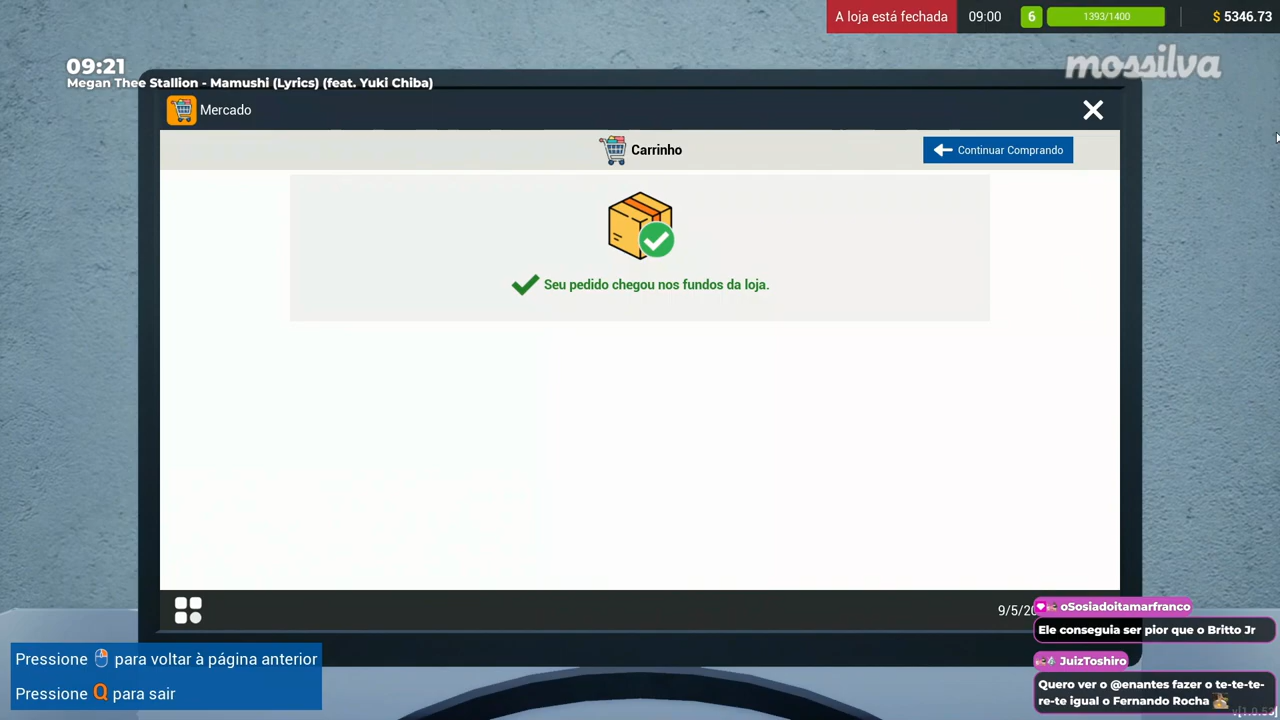 A loja está fechada
09:00
6
1393/1400
$ 5346.73
09:21
Megan Thee Stallion - Mamushi (Lyrics) (feat. Yuki Chiba)
mossilva
Mercado
Carrinho
Continuar Comprando
Seu pedido chegou nos fundos da loja.
9/5/20
oSosiadoitamarfranco
Ele conseguia ser pior que o Britto Jr
JuizToshiro
Quero ver o @enantes fazer o te-te-te-
re-te igual o Fernando Rocha
Pressione para voltar à página anterior
Pressione Q para sair